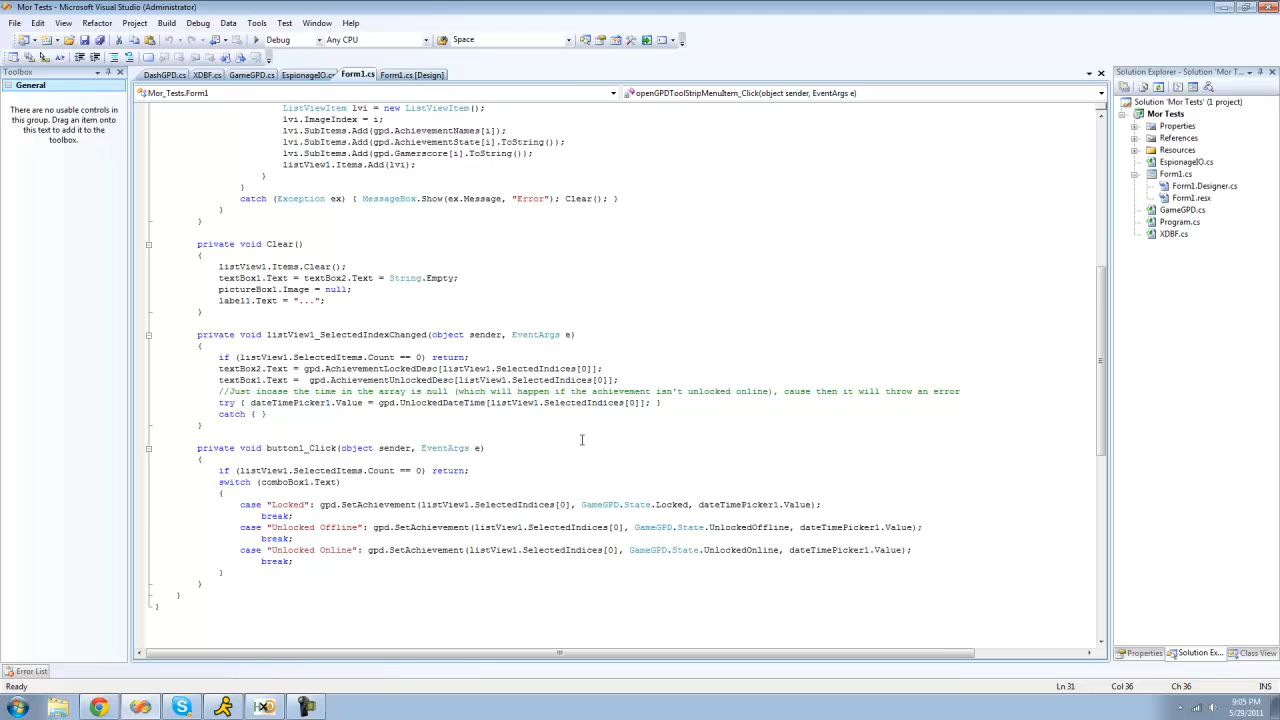 Mor Tests - Microsoft Visual Studio (Administrator)
File Edit View Refactor Project Build Debug Data Tools Test Window Help
Debug Any CPU Space
Toolbox
General
There are no usable controls in
this group. Drag an item onto
this text to add it to the
toolbox.
DashGPD.cs XDBF.cs GameGPD.cs EspionageIO.cs Form1.cs Form1.cs [Design]
Mor_Tests.Form1 openGPDToolStripMenuItem_Click(object sender, EventArgs e)
ListViewItem lvi = new ListViewItem();
lvi.ImageIndex = i;
lvi.SubItems.Add(gpd.AchievementNames[i]);
lvi.SubItems.Add(gpd.AchievementState[i].ToString());
lvi.SubItems.Add(gpd.Gamerscore[i].ToString());
listView1.Items.Add(lvi);
}
}
catch (Exception ex) { MessageBox.Show(ex.Message, "Error"); Clear(); }
}
}
private void Clear()
{
listView1.Items.Clear();
textBox1.Text = textBox2.Text = String.Empty;
pictureBox1.Image = null;
label1.Text = "...";
}
private void listView1_SelectedIndexChanged(object sender, EventArgs e)
{
if (listView1.SelectedItems.Count == 0) return;
textBox2.Text = gpd.AchievementLockedDesc[listView1.SelectedIndices[0]];
textBox1.Text =  gpd.AchievementUnlockedDesc[listView1.SelectedIndices[0]];
//Just incase the time in the array is null (which will happen if the achievement isn't unlocked online), cause then it will throw an error
try { dateTimePicker1.Value = gpd.UnlockedDateTime[listView1.SelectedIndices[0]]; }
catch { }
}
private void button1_Click(object sender, EventArgs e)
{
if (listView1.SelectedItems.Count == 0) return;
switch (comboBox1.Text)
{
case "Locked": gpd.SetAchievement(listView1.SelectedIndices[0], GameGPD.State.Locked, dateTimePicker1.Value);
break;
case "Unlocked Offline": gpd.SetAchievement(listView1.SelectedIndices[0], GameGPD.State.UnlockedOffline, dateTimePicker1.Value);
break;
case "Unlocked Online": gpd.SetAchievement(listView1.SelectedIndices[0], GameGPD.State.UnlockedOnline, dateTimePicker1.Value);
break;
}
}
}
}
Solution Explorer - Solution 'Mor T...
Solution 'Mor Tests' (1 project)
Mor Tests
Properties
References
Resources
EspionageIO.cs
Form1.cs
Form1.Designer.cs
Form1.resx
GameGPD.cs
Program.cs
XDBF.cs
Properties Solution Ex... Class View
Error List
Ready Ln 31 Col 36 Ch 36 INS
9:05 PM
5/29/2011